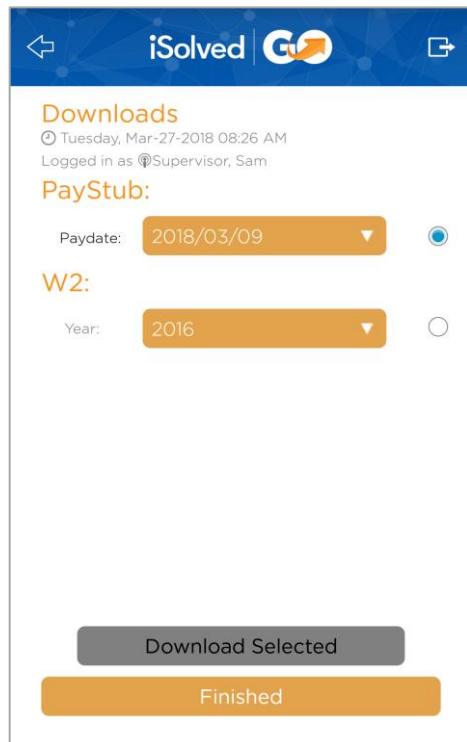 iSolved GO
Downloads
Tuesday, Mar-27-2018 08:26 AM
Logged in as Supervisor, Sam
PayStub:
Paydate: 2018/03/09
W2:
Year: 2016
Download Selected
Finished